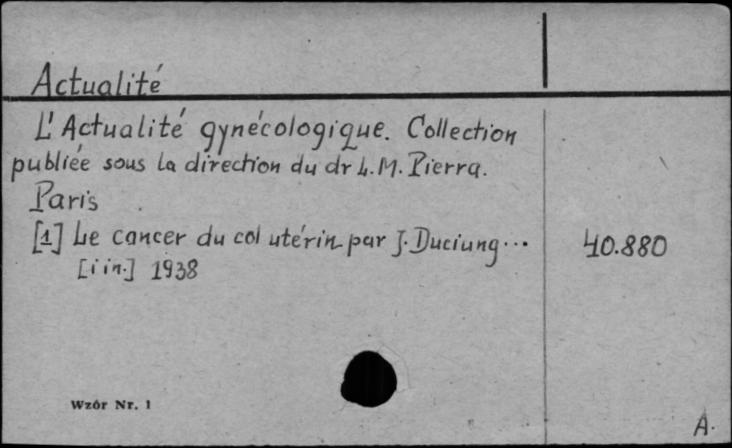 Actualité
L'Actualité gynécologique. Collection
publiée sous la direction du dr L.M. Pierra.
Paris
[1] Le cancer du col utérin par J. Duciung... 40.880
[i in.] 1938
Wzór Nr. 1
A.